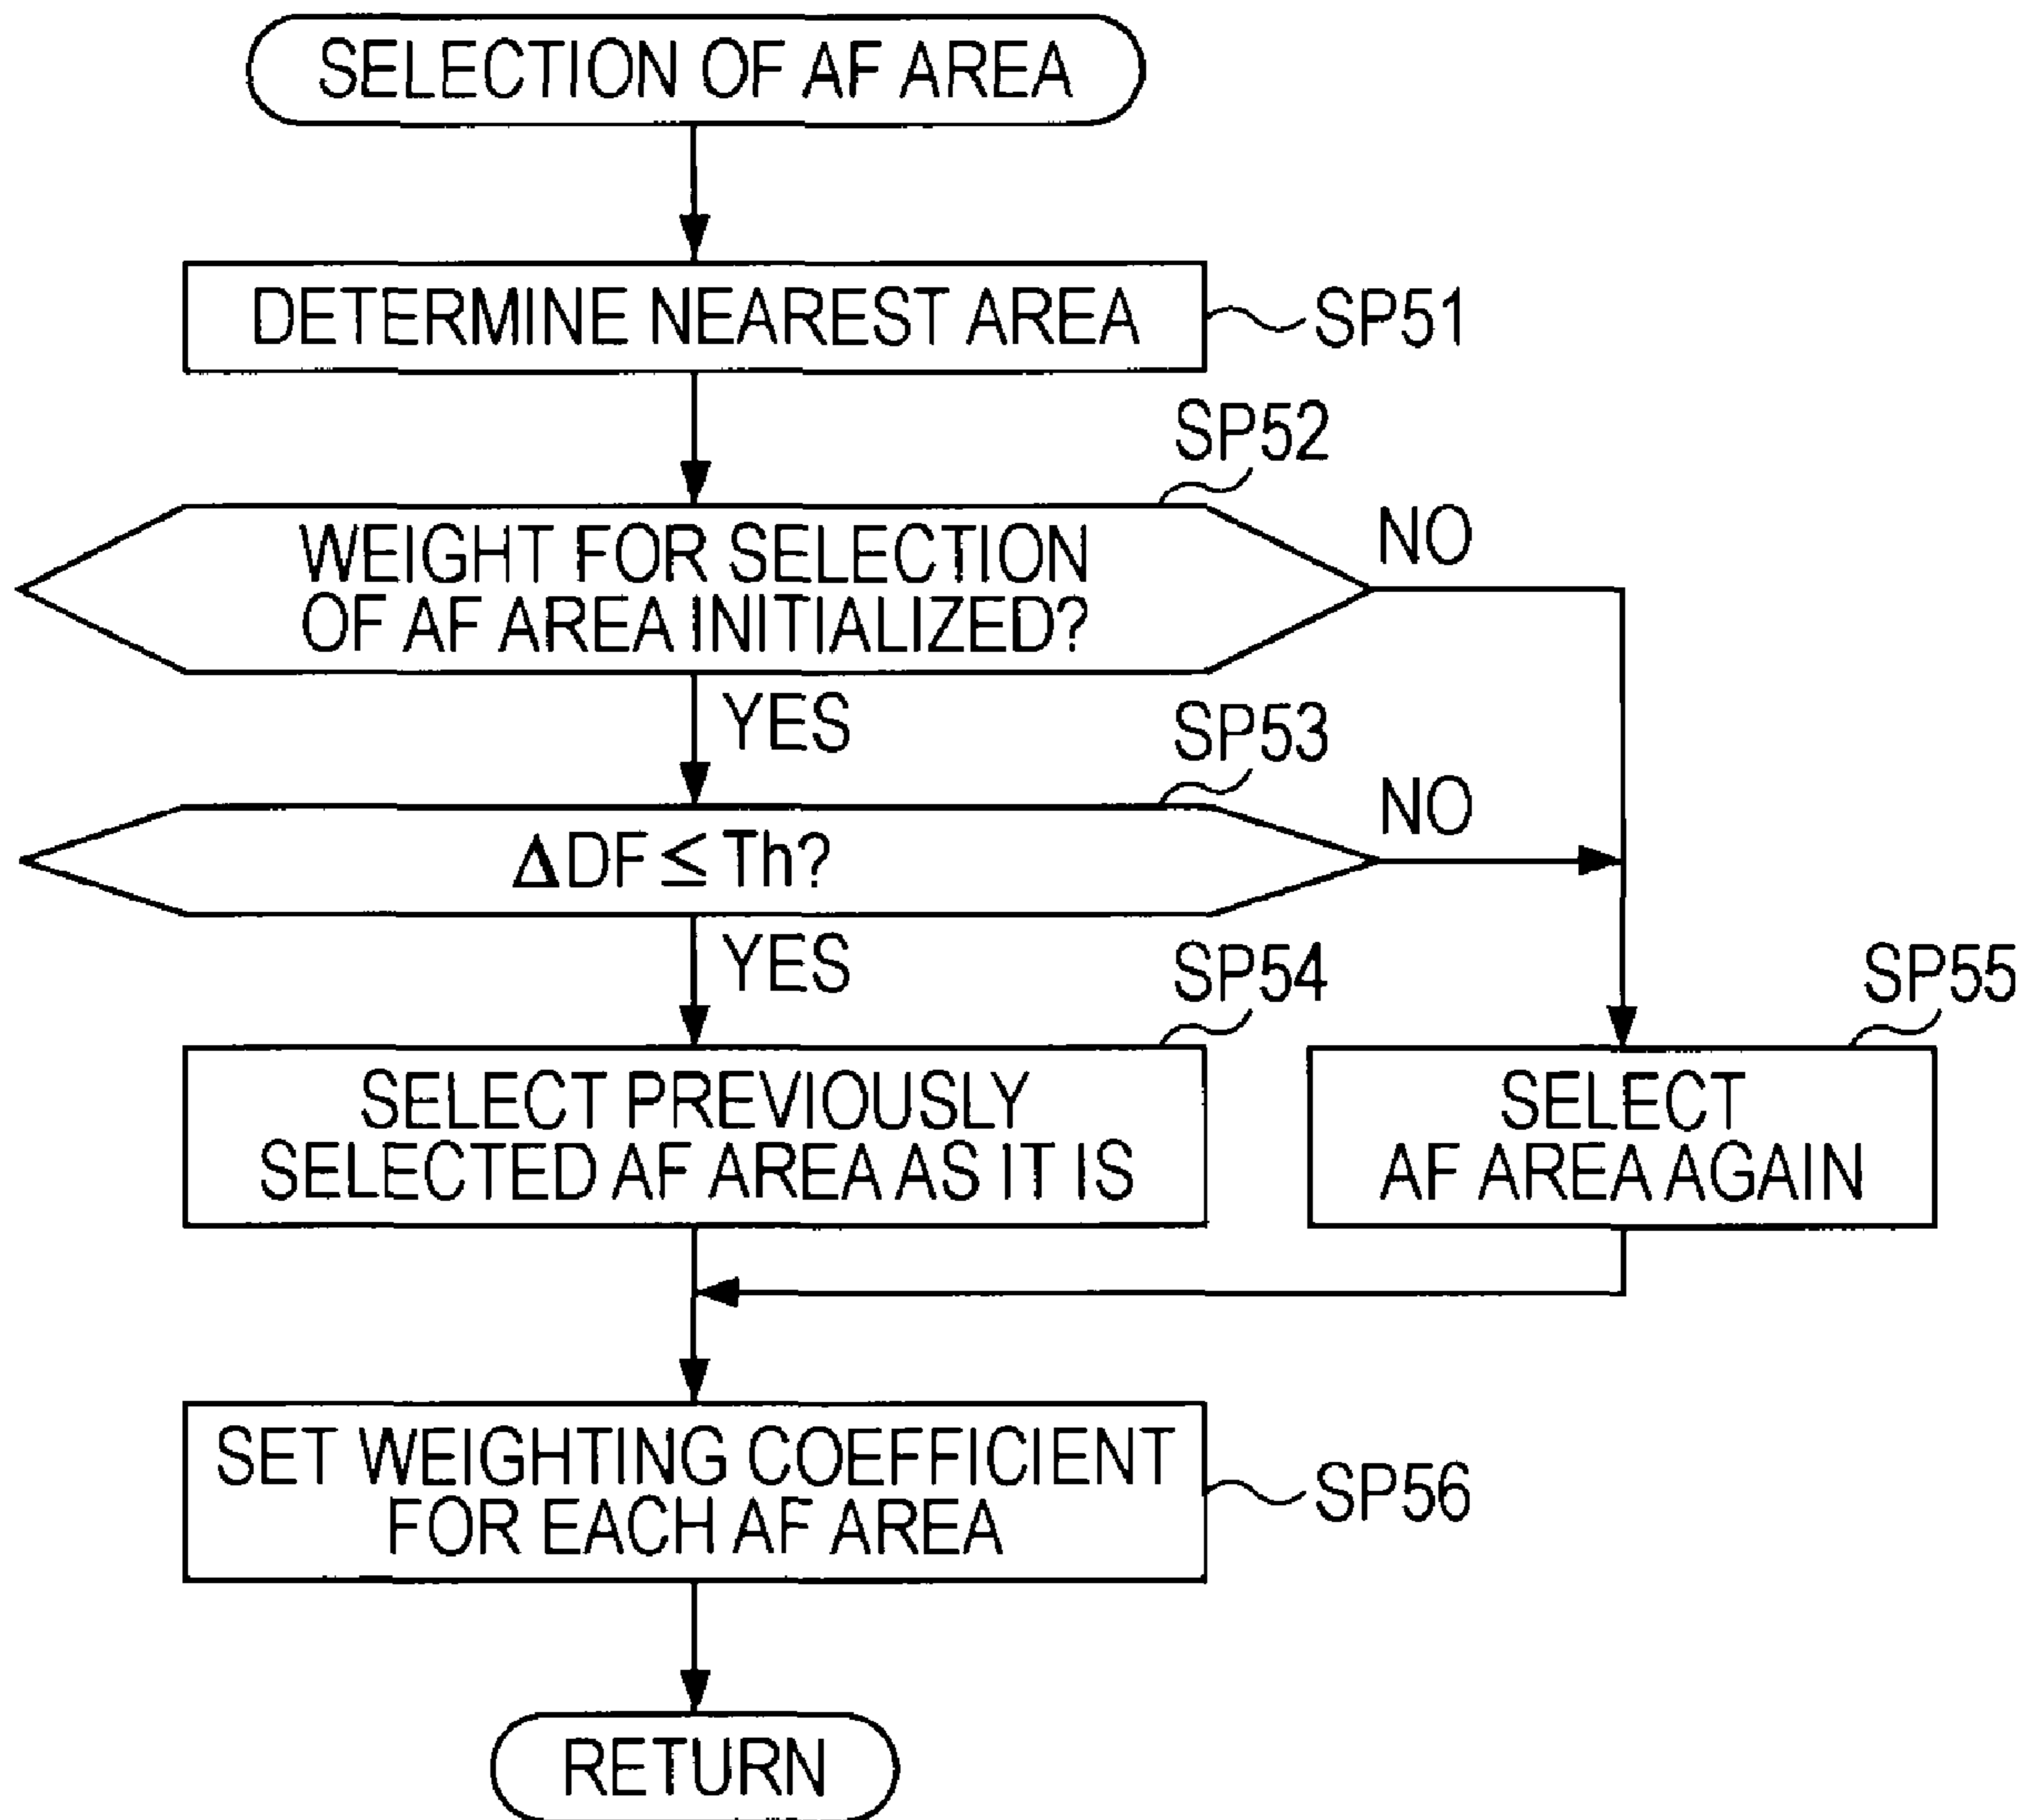 SELECTION OF AF AREA
DETERMINE NEAREST AREA
SP51
SP52
WEIGHT FOR SELECTION
OF AF AREA INITIALIZED?
NO
YES
SP53
ΔDF≤Th?
NO
YES
SP54
SP55
SELECT PREVIOUSLY
SELECTED AF AREA AS IT IS
SELECT
AF AREA AGAIN
SET WEIGHTING COEFFICIENT
FOR EACH AF AREA
SP56
RETURN